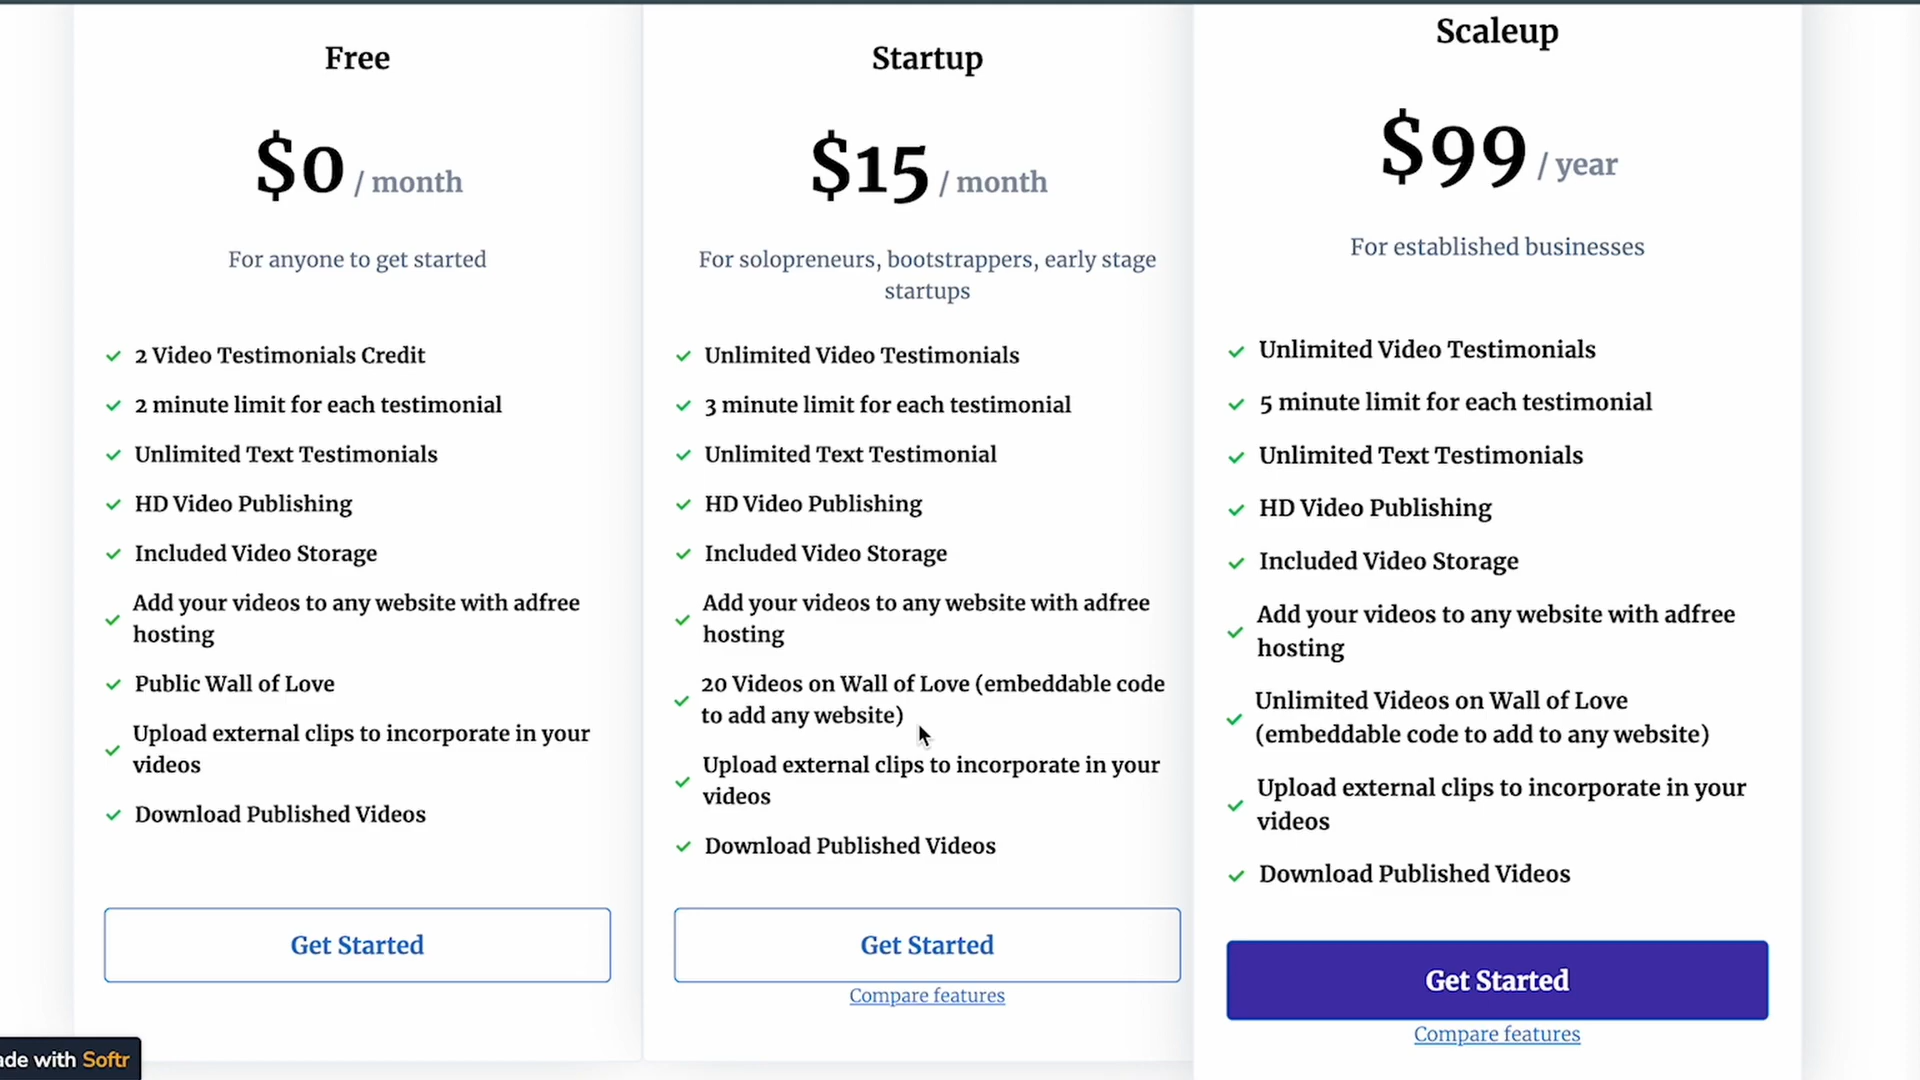 Free
$0 / month
For anyone to get started
2 Video Testimonials Credit
2 minute limit for each testimonial
Unlimited Text Testimonials
HD Video Publishing
Included Video Storage
Add your videos to any website with adfree
hosting
Public Wall of Love
Upload external clips to incorporate in your
videos
Download Published Videos
Get Started
Startup
$15 / month
For solopreneurs, bootstrappers, early stage
startups
Unlimited Video Testimonials
3 minute limit for each testimonial
Unlimited Text Testimonial
HD Video Publishing
Included Video Storage
Add your videos to any website with adfree
hosting
20 Videos on Wall of Love (embeddable code
to add any website)
Upload external clips to incorporate in your
videos
Download Published Videos
Get Started
Compare features
Scaleup
$99 / year
For established businesses
Unlimited Video Testimonials
5 minute limit for each testimonial
Unlimited Text Testimonials
HD Video Publishing
Included Video Storage
Add your videos to any website with adfree
hosting
Unlimited Videos on Wall of Love
(embeddable code to add to any website)
Upload external clips to incorporate in your
videos
Download Published Videos
Get Started
Compare features
ade with Softr